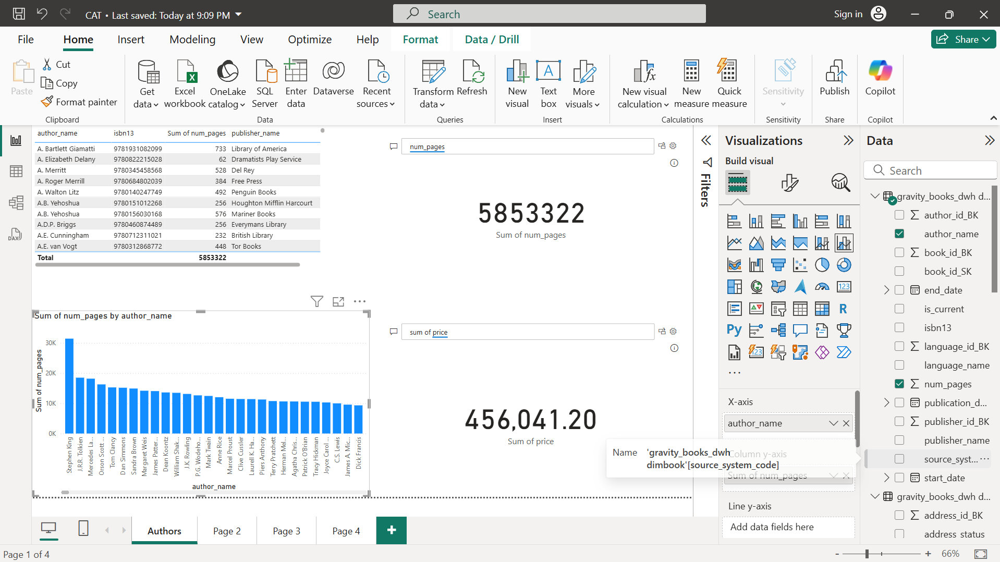 CAT • Last saved: Today at 9:09 PM
Search
Sign in
File Home Insert Modeling View Optimize Help Format Data / Drill
Share
Paste
Cut
Copy
Format painter
Clipboard
Get data
Excel workbook
OneLake catalog
SQL Server
Enter data
Dataverse
Recent sources
Data
Transform data
Refresh
Queries
New visual
Text box
More visuals
Insert
New visual calculation
New measure
Quick measure
Calculations
Sensitivity
Sensitivity
Publish
Share
Copilot
Copilot
author_name isbn13 Sum of num_pages publisher_name
A. Bartlett Giamatti 9781931082099 733 Library of America
A. Elizabeth Delany 9780822215028 62 Dramatists Play Service
A. Merritt 9780345458568 528 Del Rey
A. Roger Merrill 9780684802039 384 Free Press
A. Walton Litz 9780140247749 492 Penguin Books
A.B. Yehoshua 9780151012268 256 Houghton Mifflin Harcourt
A.B. Yehoshua 9780156030168 576 Mariner Books
A.D.P. Briggs 9780460874489 256 Everymans Library
A.E. Cunningham 9780712311021 232 British Library
A.E. van Vogt 9780312868772 448 Tor Books
Total 5853322
num_pages
5853322
Sum of num_pages
Sum of num_pages by author_name
Sum of num_pages
30K
20K
10K
0K
Stephen King
J.R.R. Tolkien
Mercedes La...
Orson Scott ...
Tom Clancy
Dan Simmons
Sandra Brown
Margaret Weis
James Patter...
Dean Koontz
William Shak...
J.K. Rowling
P.G. Wodeho...
Mark Twain
Anne Rice
Marcel Proust
Clive Cussler
Laurell K. Ha...
Piers Anthony
Terry Pratchett
Herman Mel...
Agatha Chris...
Patrick O'Brian
Tracy Hickman
Joyce Carol ...
C.S. Lewis
James A. Mic...
Dick Francis
author_name
sum of price
456,041.20
Sum of price
Filters
Visualizations
Build visual
123
R
Py
123
X-axis
author_name
Column y-axis
Sum of num_pages
Line y-axis
Add data fields here
Name 'gravity_books_dwh
dimbook'[source_system_code]
Data
Search
gravity_books_dwh d...
author_id_BK
author_name
book_id_BK
book_id_SK
end_date
is_current
isbn13
language_id_BK
language_name
num_pages
publication_d...
publisher_id_BK
publisher_name
source_syst...
start_date
gravity_books_dwh d...
address_id_BK
address_status
DAX
Authors Page 2 Page 3 Page 4
Page 1 of 4
- + 66%